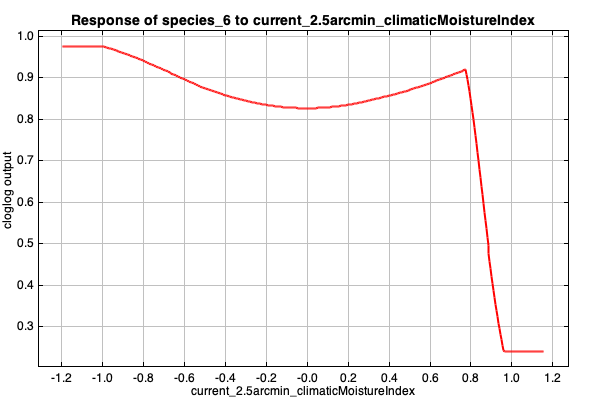 Response of species_6 to current_2.5arcmin_climaticMoistureIndex
cloglog output
1.0
0.9
0.8
0.7
0.6
0.5
0.4
0.3
-1.2 -1.0 -0.8 -0.6 -0.4 -0.2 -0.0 0.2 0.4 0.6 0.8 1.0 1.2
current_2.5arcmin_climaticMoistureIndex